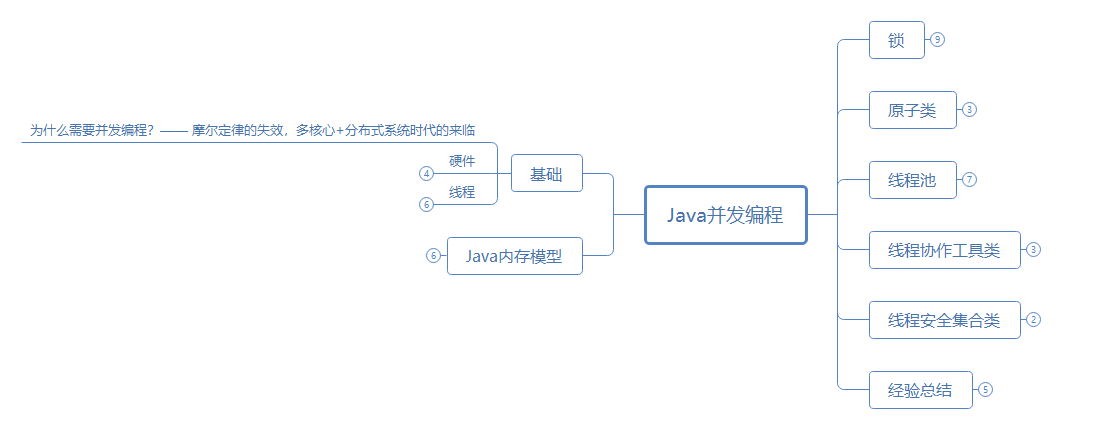 Java并发编程
基础
为什么需要并发编程？—— 摩尔定律的失效，多核心+分布式系统时代的来临
硬件
4
线程
6
Java内存模型
6
锁
9
原子类
3
线程池
7
线程协作工具类
3
线程安全集合类
2
经验总结
5